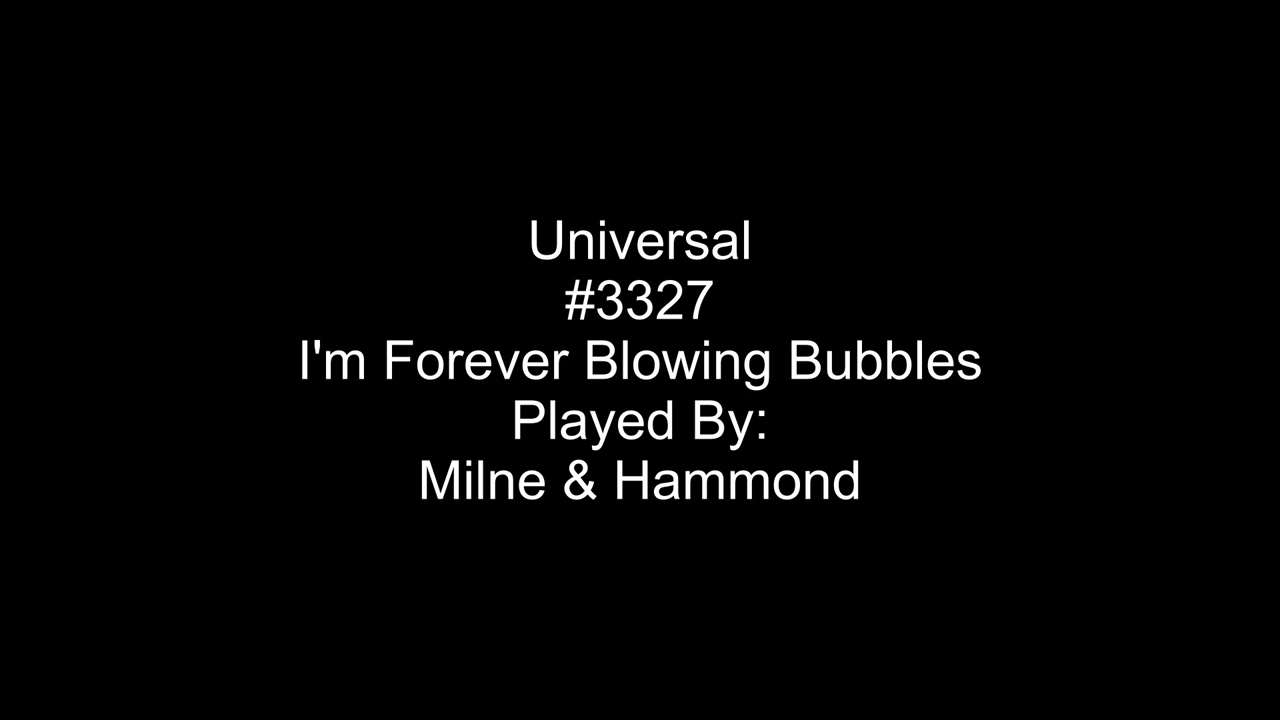 Universal
#3327
I'm Forever Blowing Bubbles
Played By:
Milne & Hammond